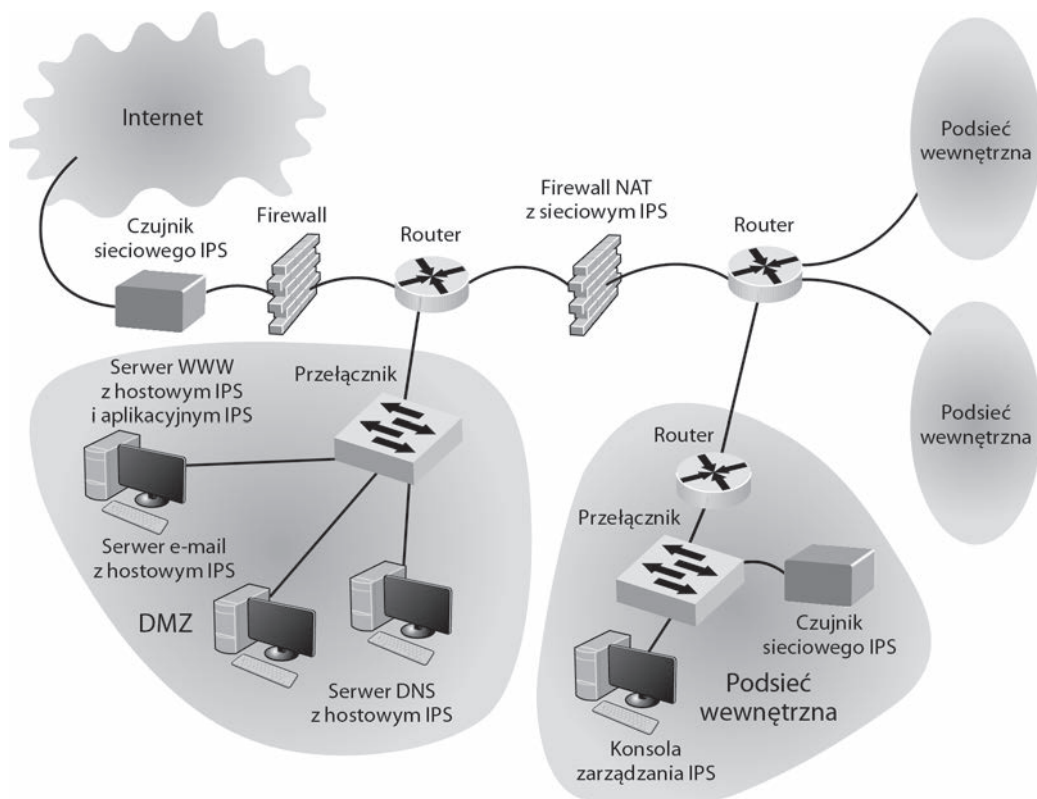 Internet
Czujnik
sieciowego IPS
Firewall
Router
Firewall NAT
z sieciowym IPS
Router
Podsieć
wewnętrzna
Podsieć
wewnętrzna
Serwer WWW
z hostowym IPS
i aplikacyjnym IPS
Przełącznik
Serwer e-mail
z hostowym IPS
DMZ
Serwer DNS
z hostowym IPS
Router
Przełącznik
Czujnik
sieciowego IPS
Podsieć
wewnętrzna
Konsola
zarządzania IPS